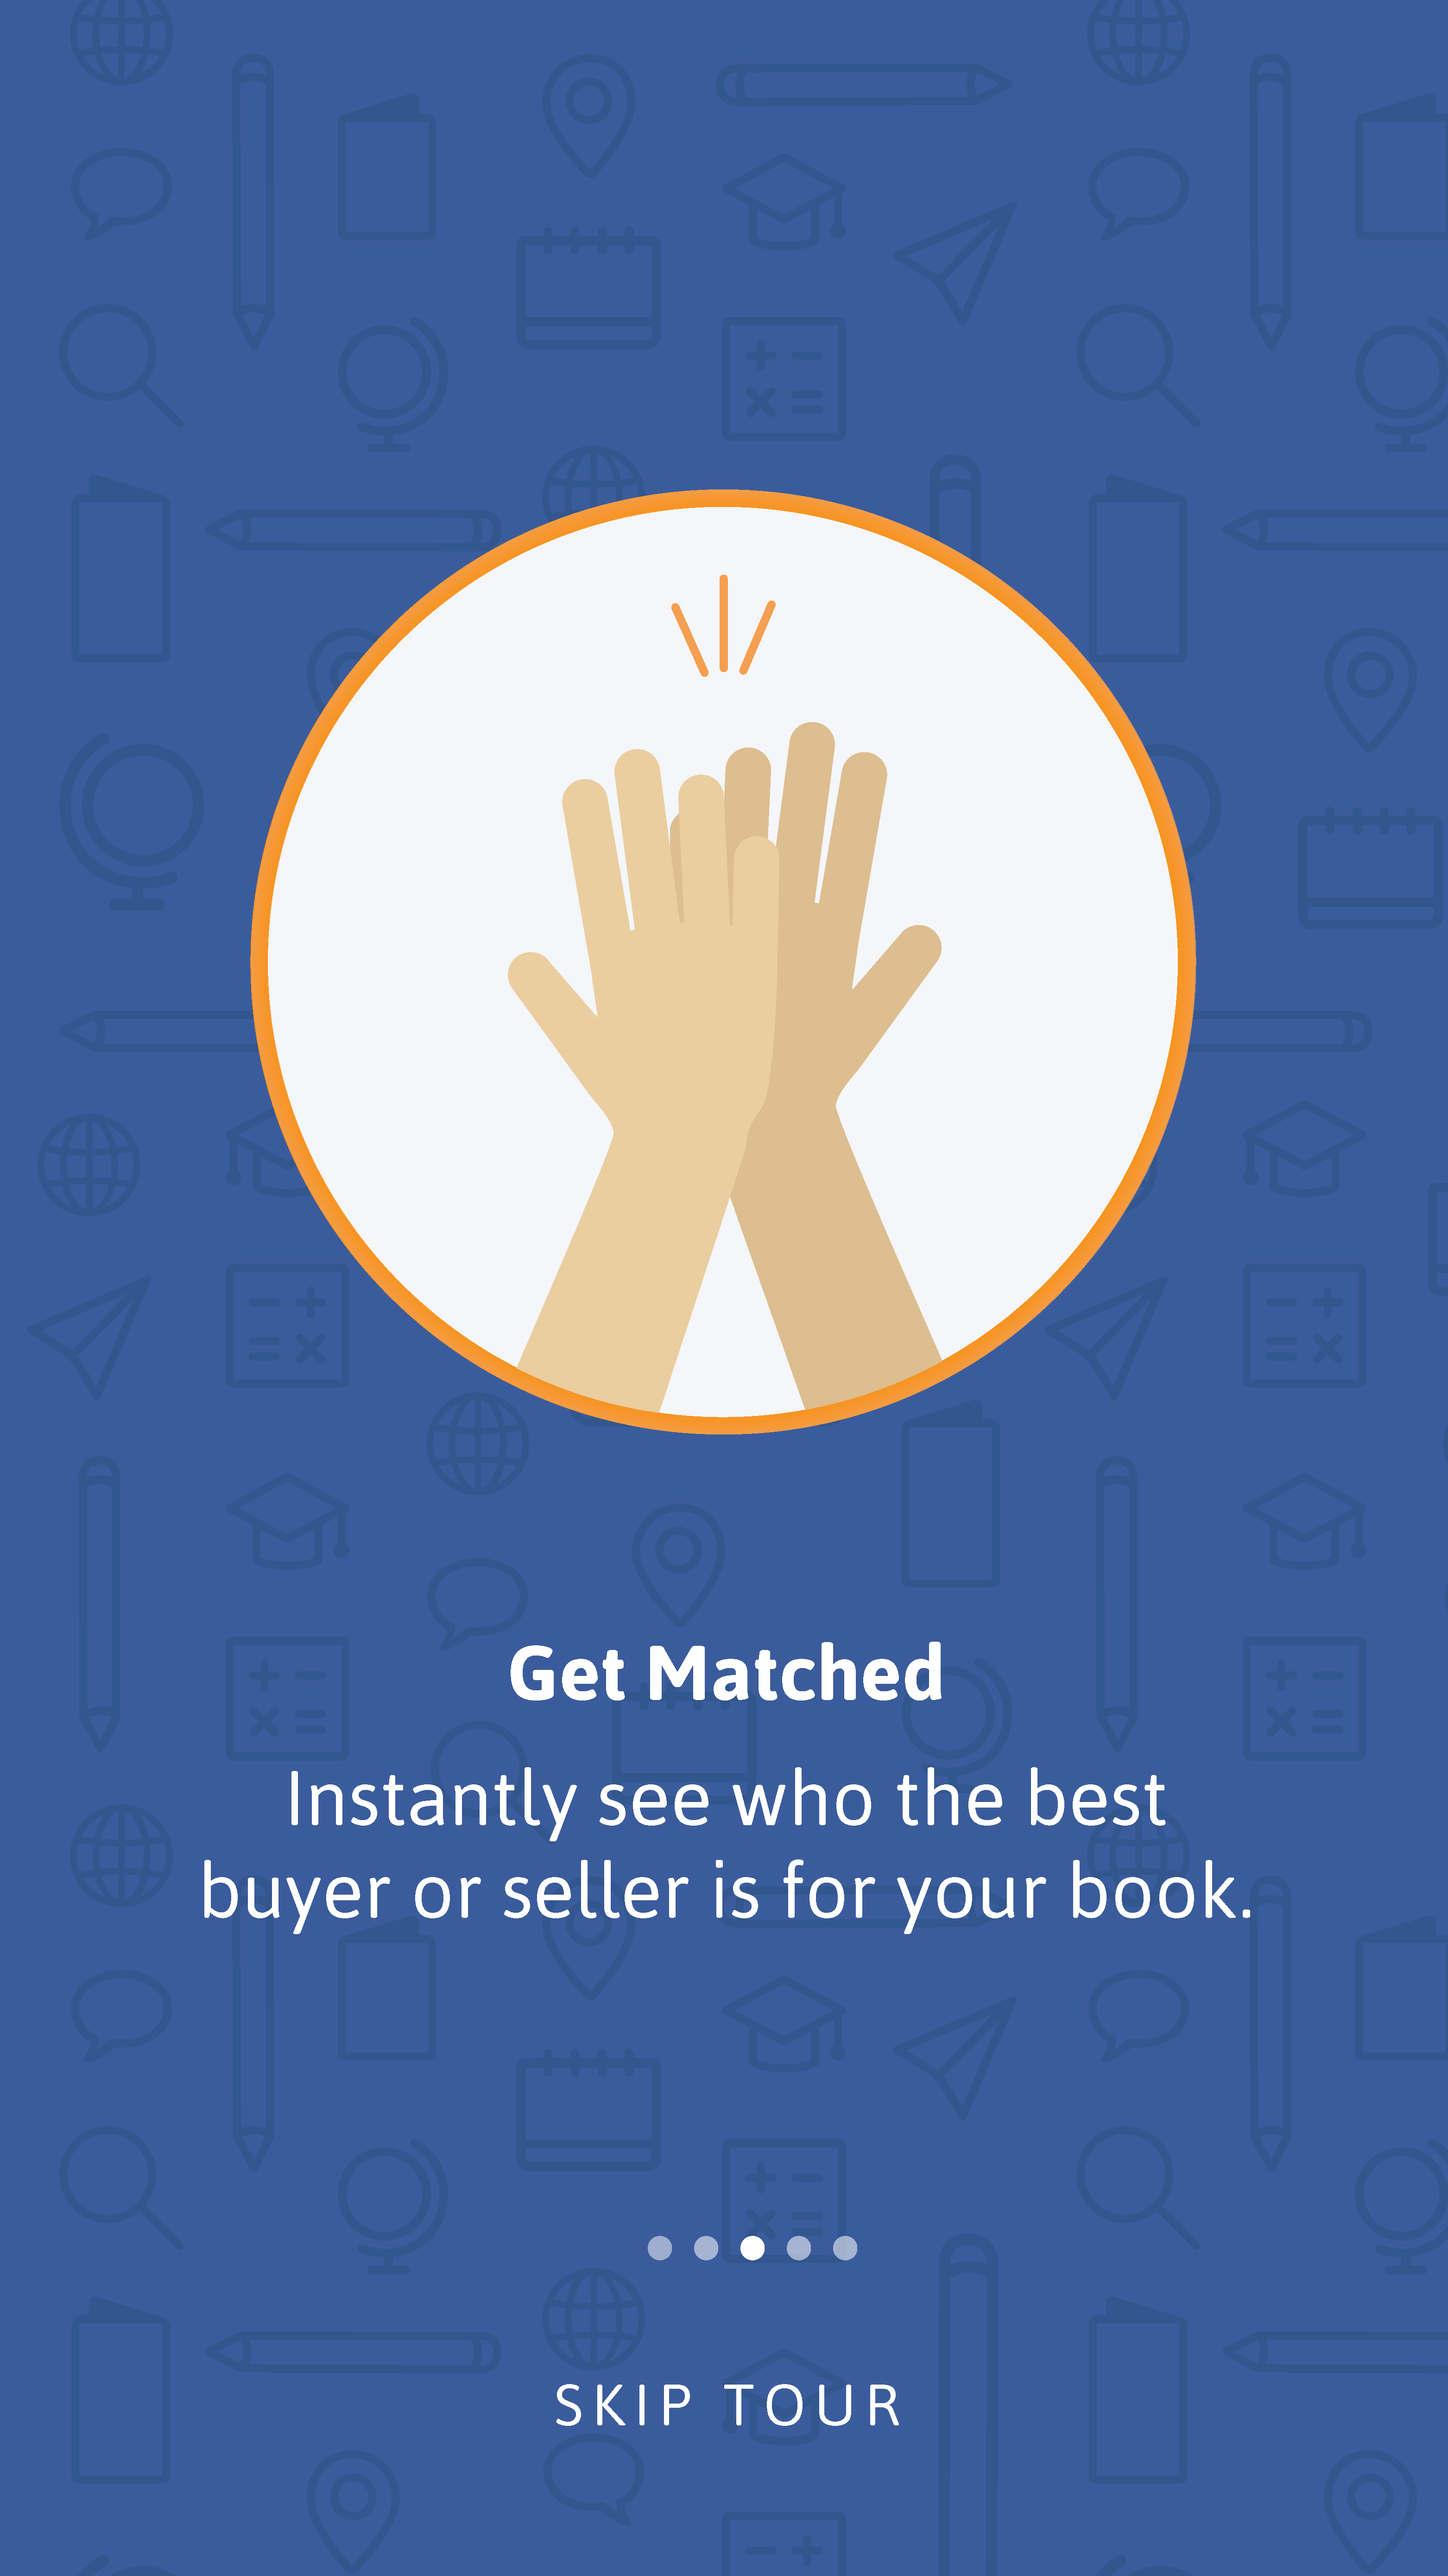 Get Matched
Instantly see who the best
buyer or seller is for your book.
SKIP TOUR